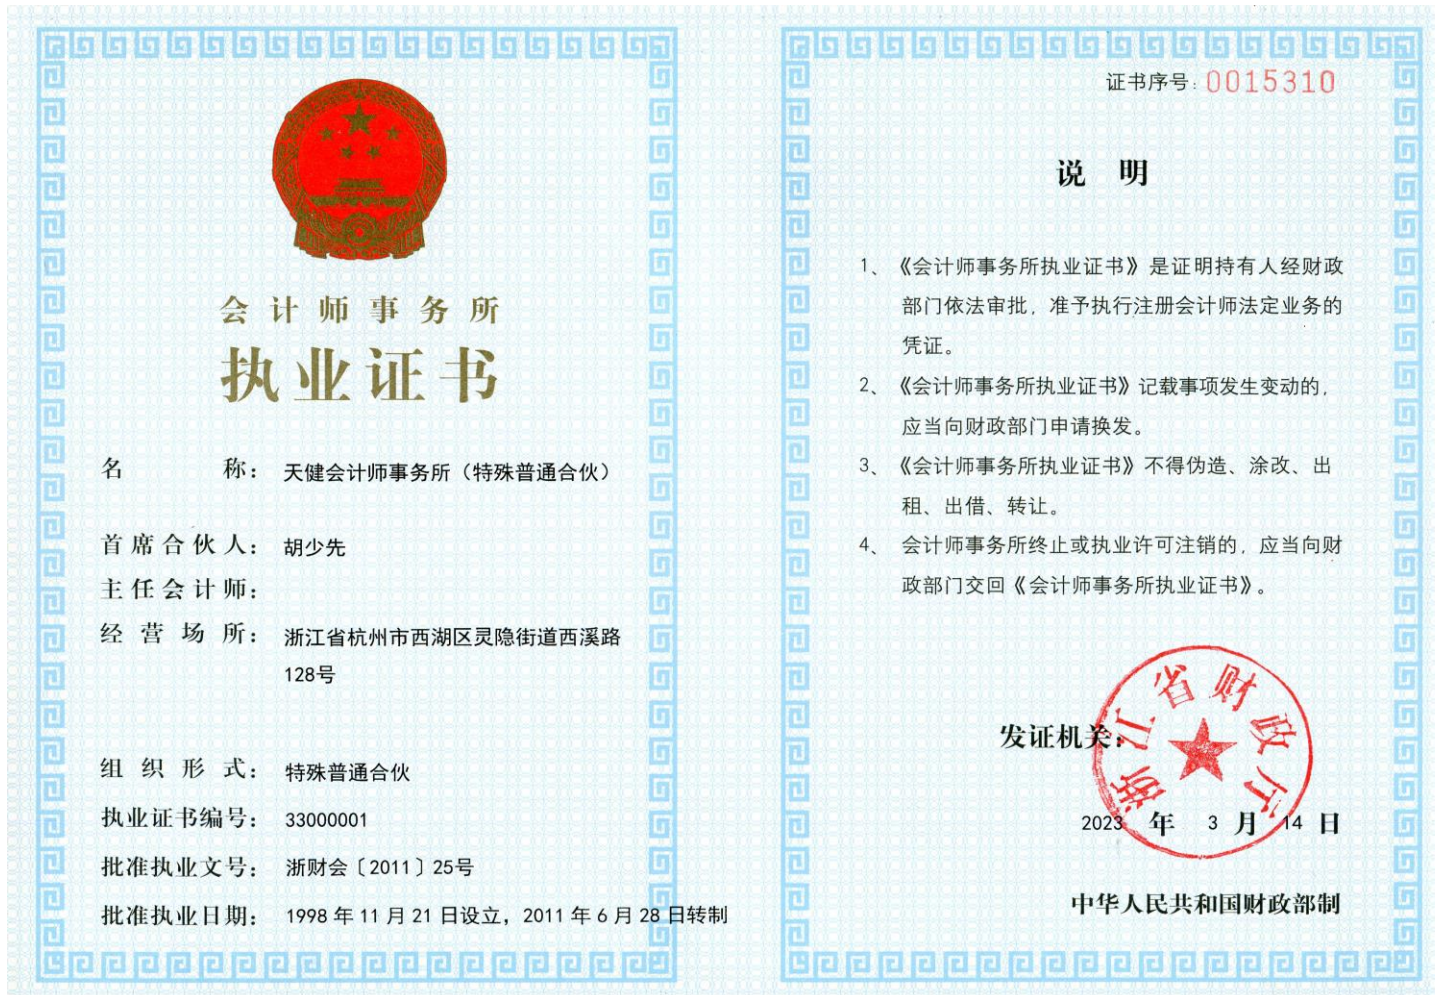 会计师事务所
执业证书
名称：天健会计师事务所（特殊普通合伙）
首席合伙人：胡少先
主任会计师：
经营场所：浙江省杭州市西湖区灵隐街道西溪路
128号
组织形式：特殊普通合伙
执业证书编号：33000001
批准执业文号：浙财会〔2011〕25号
批准执业日期：1998年11月21日设立，2011年6月28日转制
证书序号：0015310
说 明
1、《会计师事务所执业证书》是证明持有人经财政
部门依法审批，准予执行注册会计师法定业务的
凭证。
2、《会计师事务所执业证书》记载事项发生变动的，
应当向财政部门申请换发。
3、《会计师事务所执业证书》不得伪造、涂改、出
租、出借、转让。
4、会计师事务所终止或执业许可注销的，应当向财
政部门交回《会计师事务所执业证书》。
发证机关：
浙江省财政厅
2023年3月14日
中华人民共和国财政部制